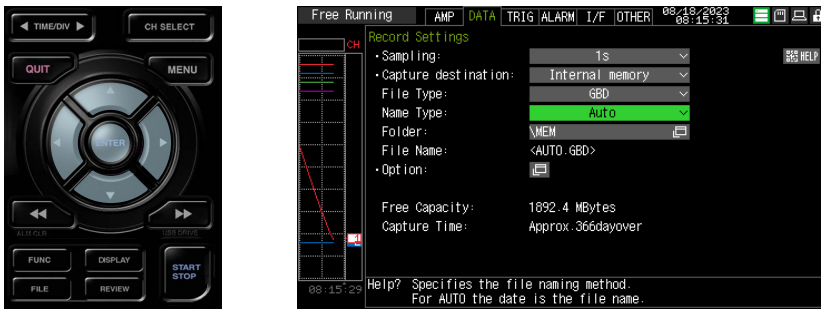 TIME/DIV
CH SELECT
QUIT
MENU
ENTER
ALM CLR
USB DRIVE
FUNC
DISPLAY
START
STOP
FILE
REVIEW
Free Running
AMP
DATA
TRIG
ALARM
I/F
OTHER
08/18/2023
08:15:31
CH
Record Settings
・Sampling: 1s
HELP
・Capture destination: Internal memory
File Type: GBD
Name Type: Auto
Folder: \MEM
File Name: <AUTO.GBD>
・Option:
Free Capacity: 1892.4 MBytes
Capture Time: Approx.366dayover
1
08:15:29
Help? Specifies the file naming method.
For AUTO the date is the file name.